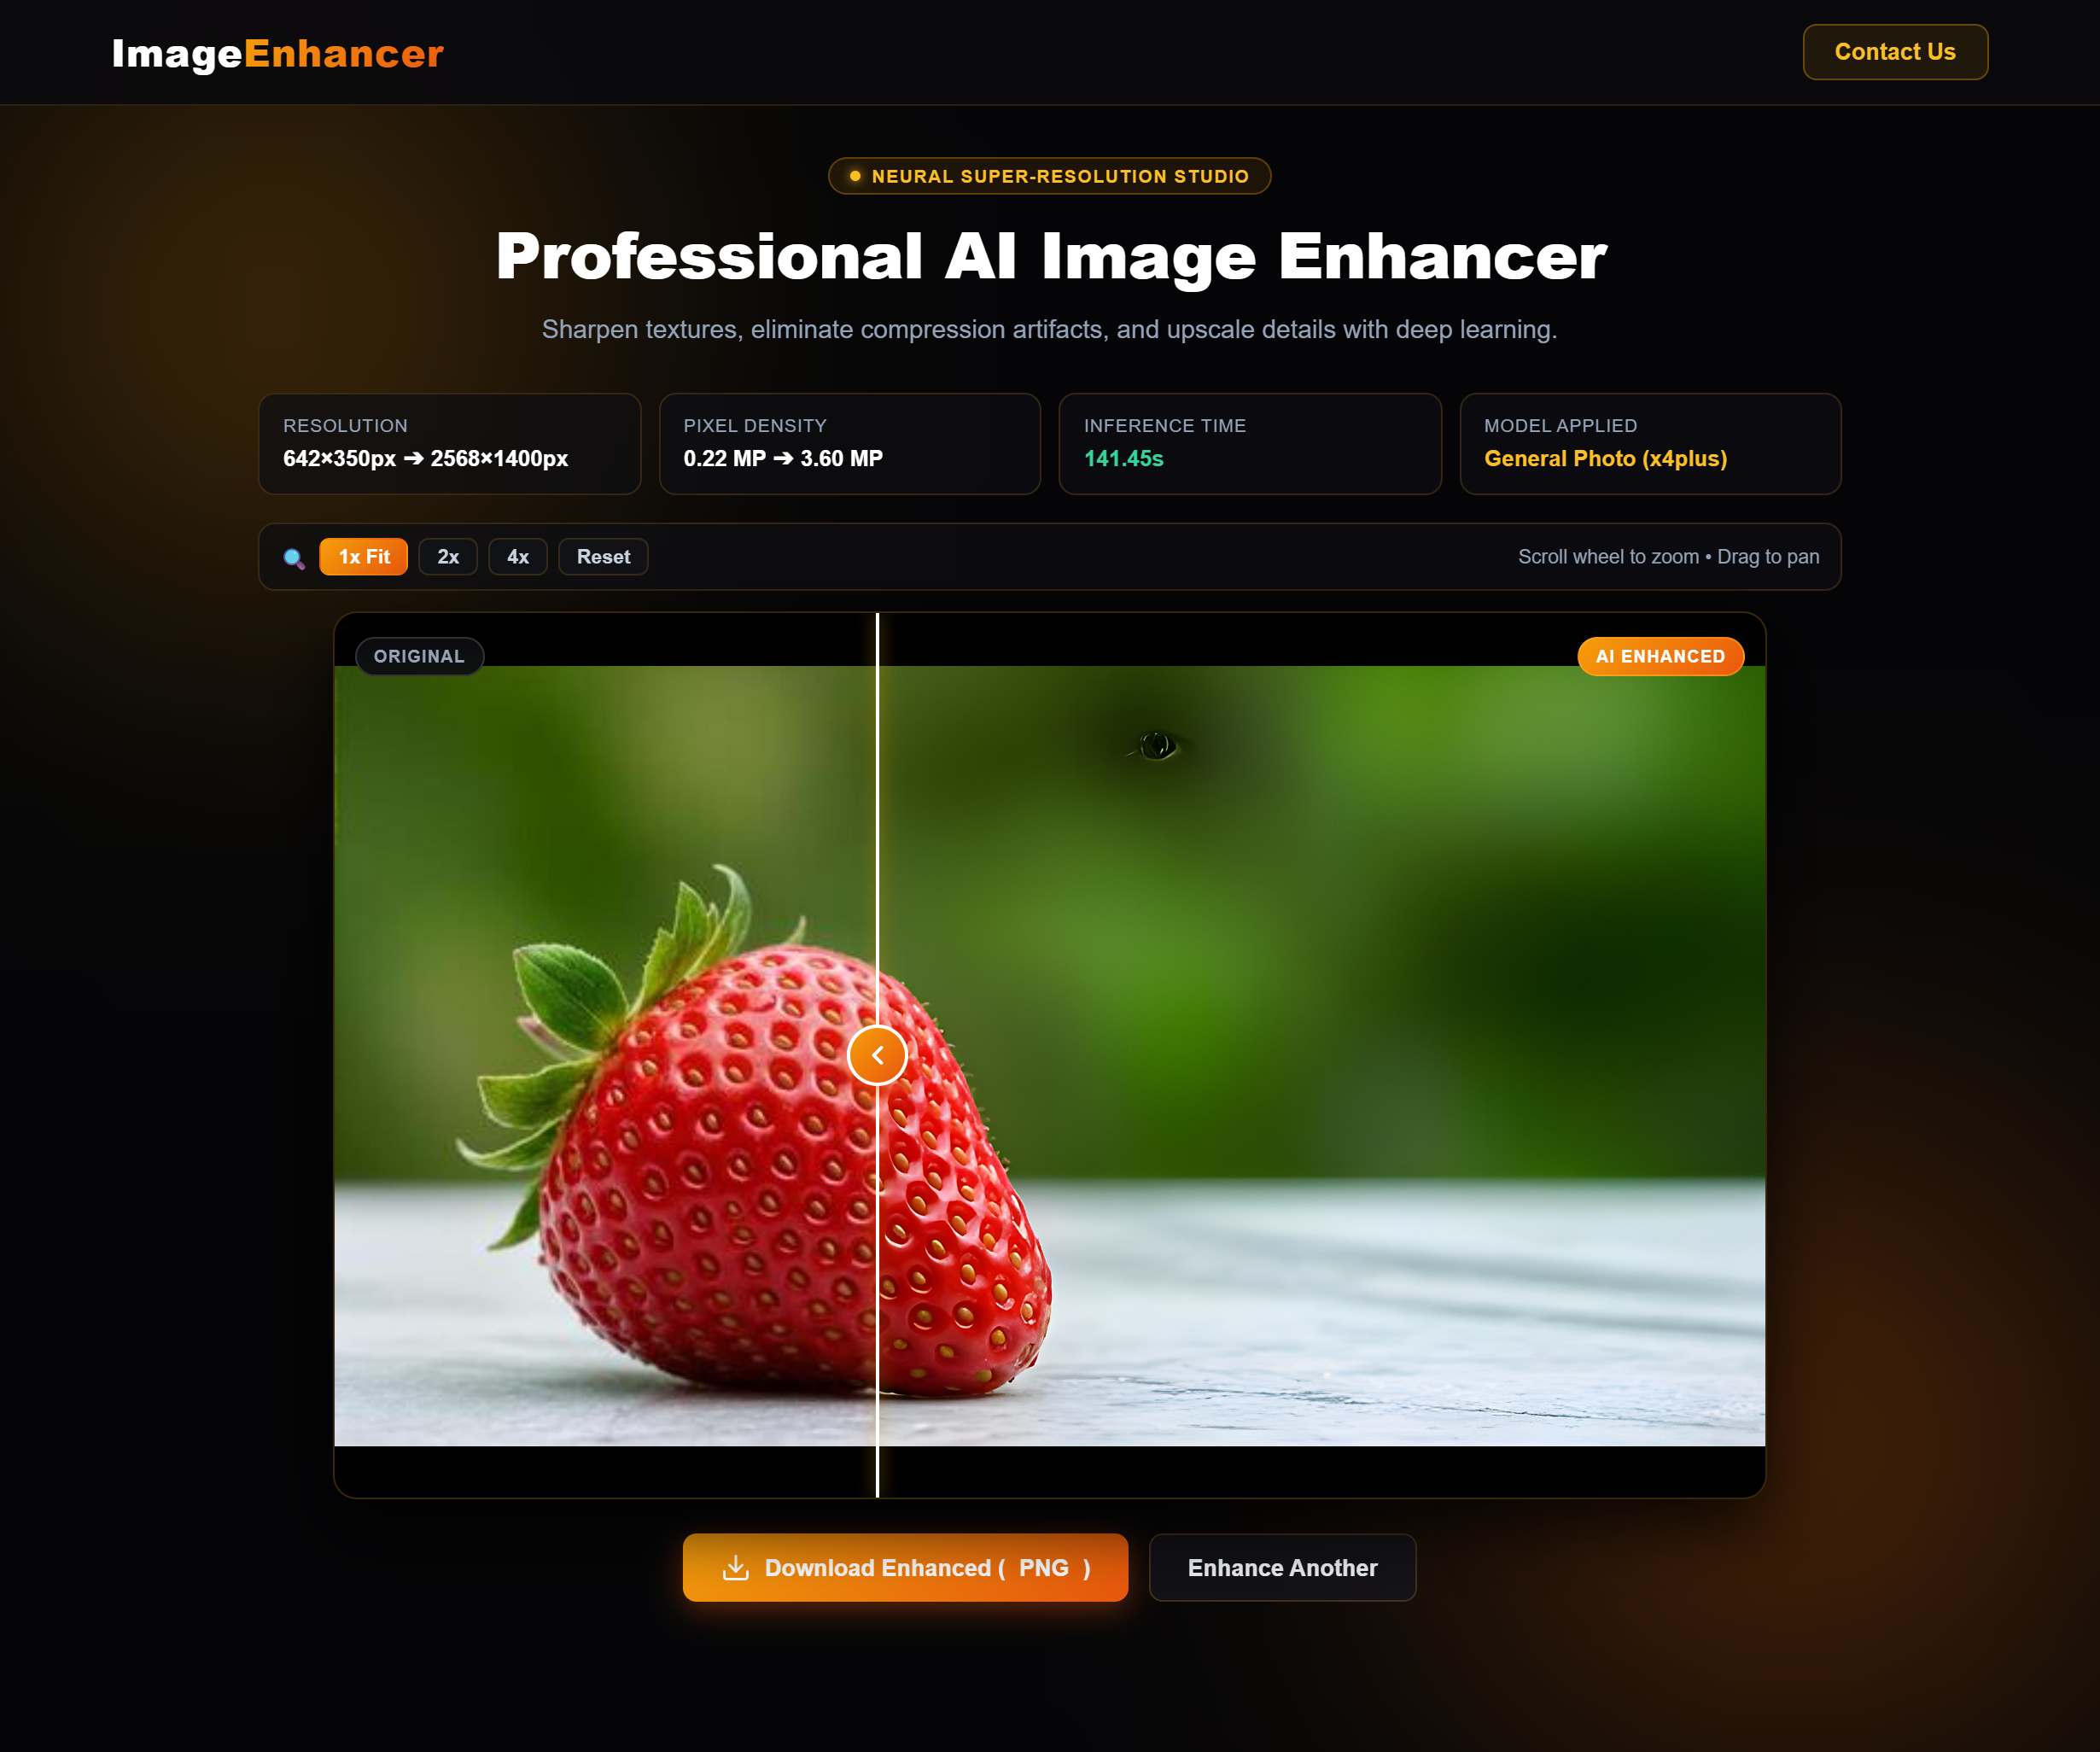 ImageEnhancer
Contact Us
NEURAL SUPER-RESOLUTION STUDIO
Professional AI Image Enhancer
Sharpen textures, eliminate compression artifacts, and upscale details with deep learning.
RESOLUTION
642×350px ➔ 2568×1400px
PIXEL DENSITY
0.22 MP ➔ 3.60 MP
INFERENCE TIME
141.45s
MODEL APPLIED
General Photo (x4plus)
1x Fit
2x
4x
Reset
Scroll wheel to zoom • Drag to pan
ORIGINAL
AI ENHANCED
Download Enhanced ( PNG )
Enhance Another